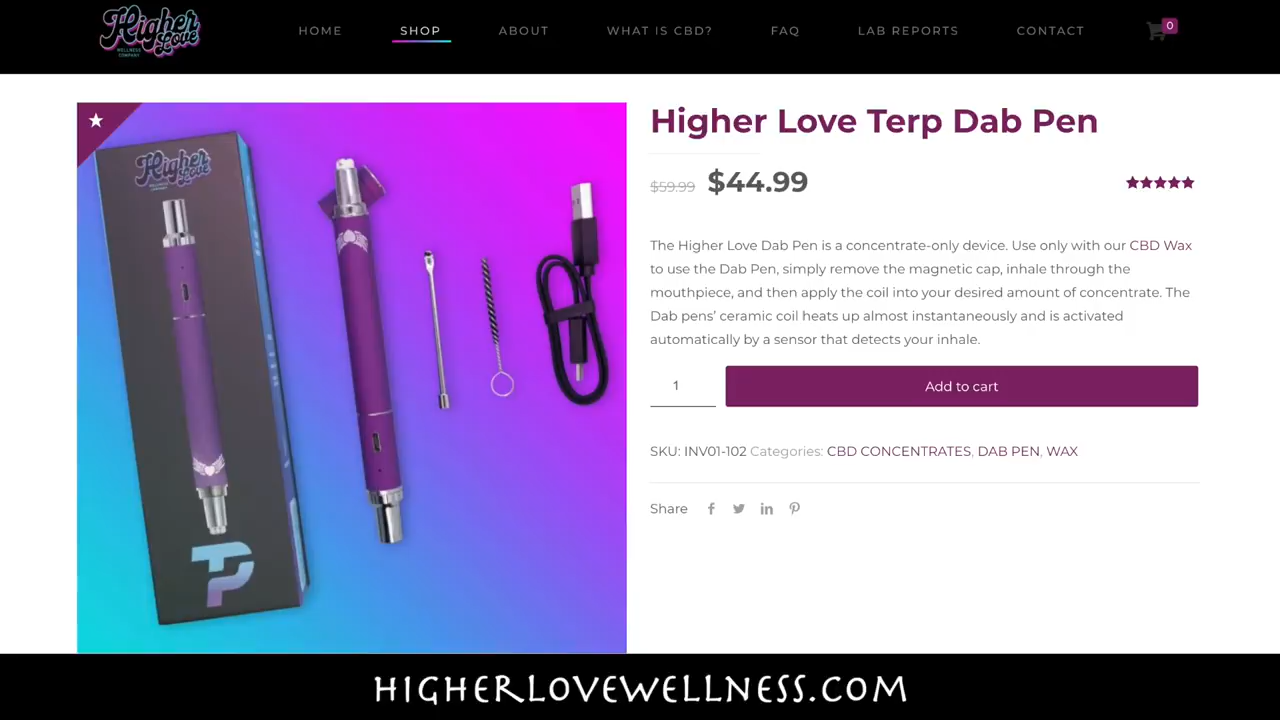 Higher Love
WELLNESS COMPANY
HOME
SHOP
ABOUT
WHAT IS CBD?
FAQ
LAB REPORTS
CONTACT
0
Higher Love
TP
Higher Love Terp Dab Pen
$59.99 $44.99
The Higher Love Dab Pen is a concentrate-only device. Use only with our CBD Wax
to use the Dab Pen, simply remove the magnetic cap, inhale through the
mouthpiece, and then apply the coil into your desired amount of concentrate. The
Dab pens’ ceramic coil heats up almost instantaneously and is activated
automatically by a sensor that detects your inhale.
1
Add to cart
SKU: INV01-102 Categories: CBD CONCENTRATES, DAB PEN, WAX
Share
HIGHERLOVEWELLNESS.COM